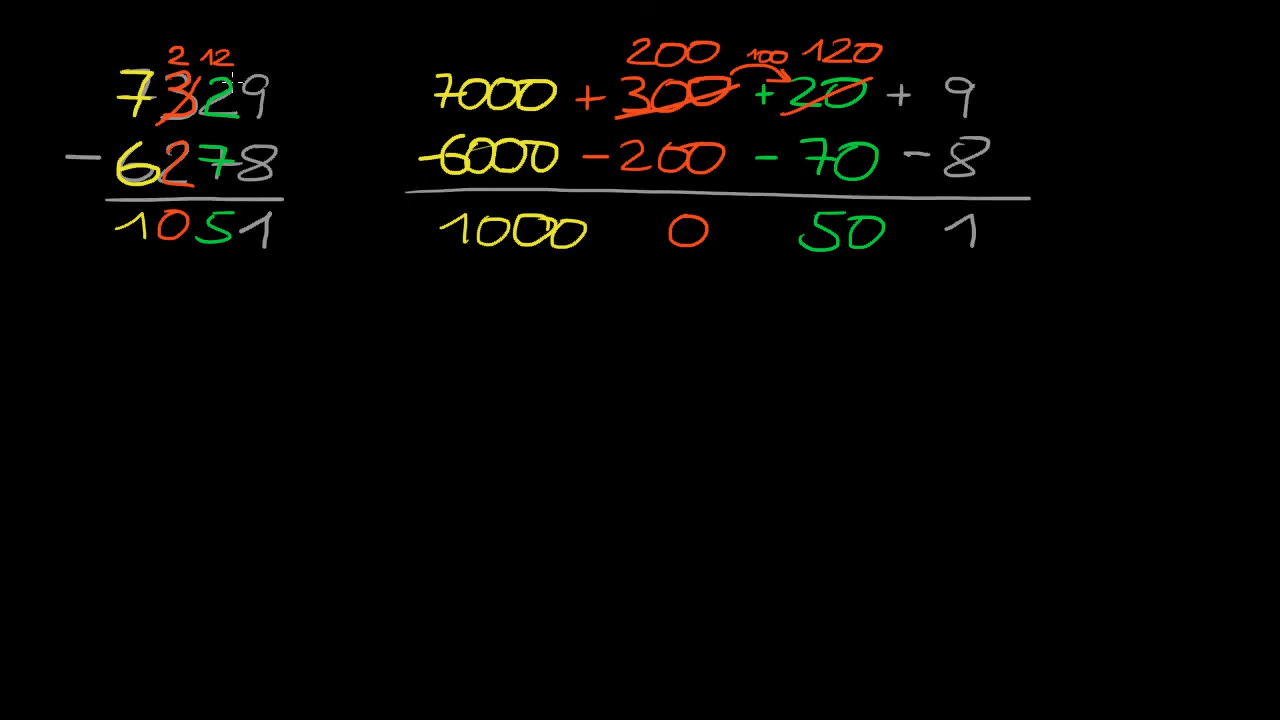 2 12 200 100 120
7329 7000 + 300 + 20 + 9
- 6278 -6000 - 200 - 70 - 8
1051 1000 0 50 1